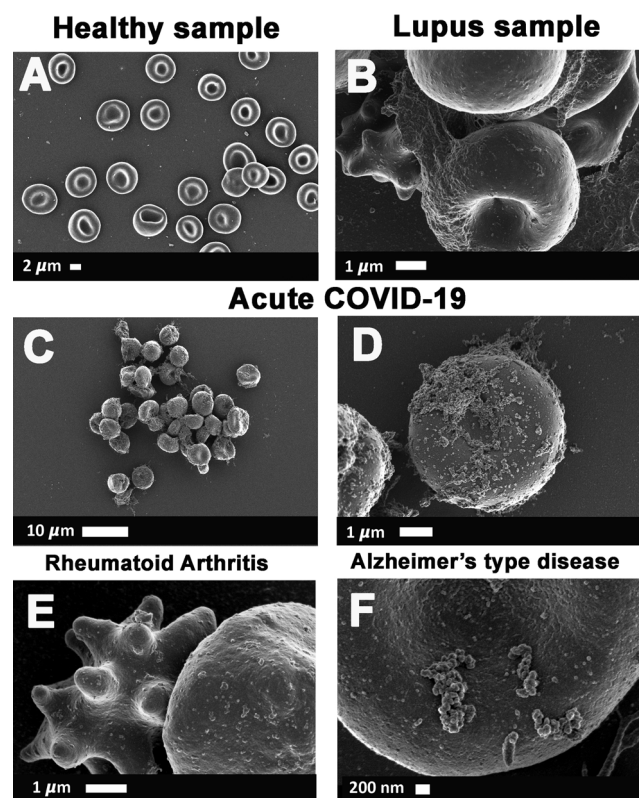 Healthy sample
Lupus sample
A
B
2 μm
1 μm
Acute COVID-19
C
D
10 μm
1 μm
Rheumatoid Arthritis
Alzheimer's type disease
E
F
1 μm
200 nm